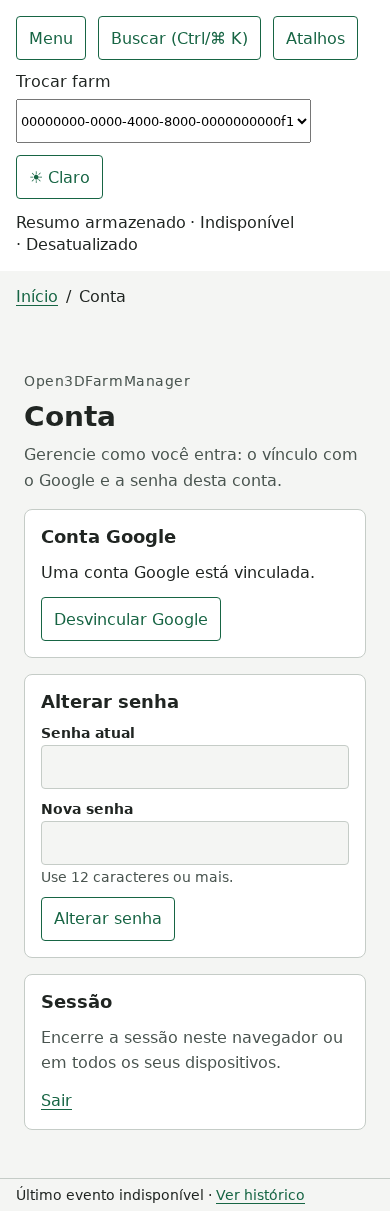 Menu
Buscar (Ctrl/⌘ K)
Atalhos
Trocar farm
00000000-0000-4000-8000-0000000000f1
☀ Claro
Resumo armazenado · Indisponível
· Desatualizado
Início / Conta
Open3DFarmManager
Conta
Gerencie como você entra: o vínculo com
o Google e a senha desta conta.
Conta Google
Uma conta Google está vinculada.
Desvincular Google
Alterar senha
Senha atual
Nova senha
Use 12 caracteres ou mais.
Alterar senha
Sessão
Encerre a sessão neste navegador ou
em todos os seus dispositivos.
Sair
Último evento indisponível · Ver histórico